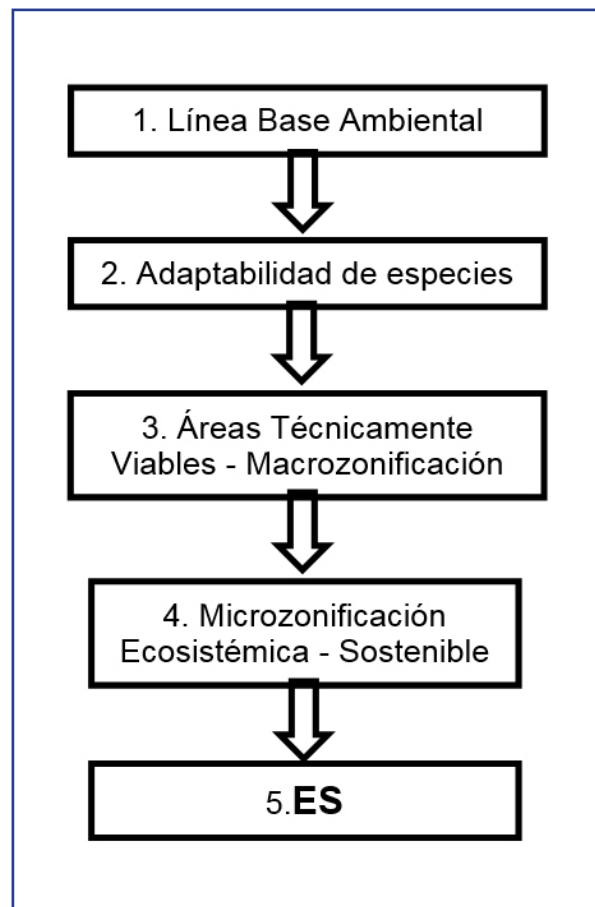 1. Línea Base Ambiental
2. Adaptabilidad de especies
3. Áreas Técnicamente
Viables - Macrozonificación
4. Microzonificación
Ecosistémica - Sostenible
5.ES